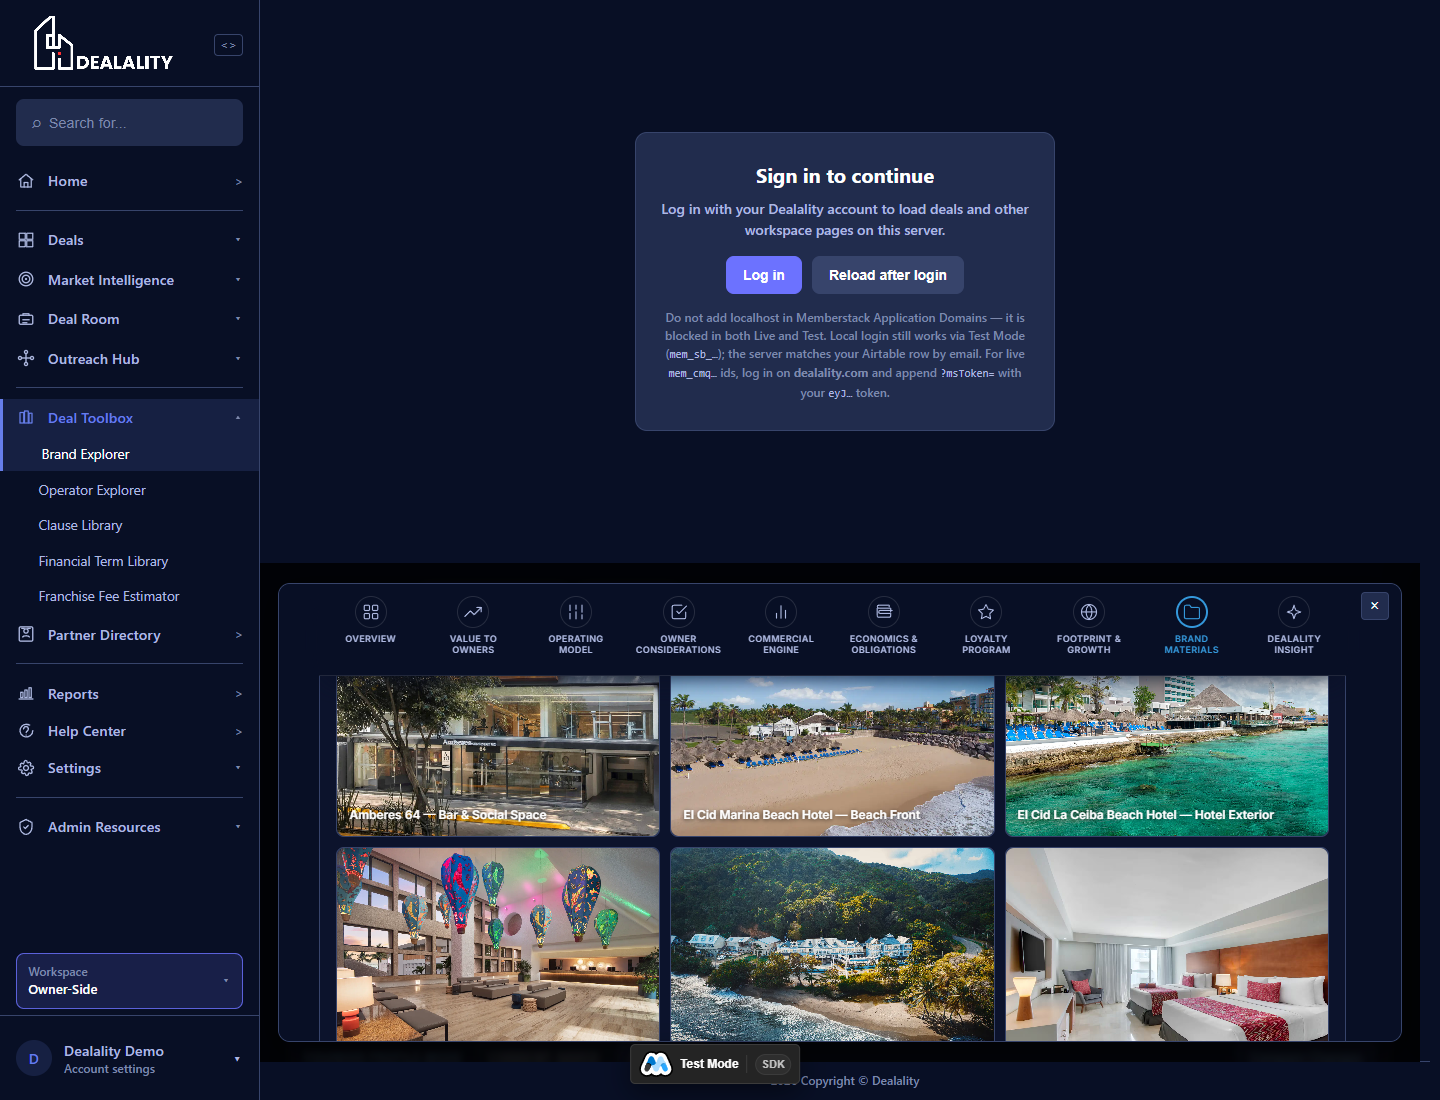 DEALALITY
< >
Search for...
Home
Deals
Market Intelligence
Deal Room
Outreach Hub
Deal Toolbox
Brand Explorer
Operator Explorer
Clause Library
Financial Term Library
Franchise Fee Estimator
Partner Directory
Reports
Help Center
Settings
Admin Resources
Workspace
Owner-Side
D
Dealality Demo
Account settings
Sign in to continue
Log in with your Dealality account to load deals and other
workspace pages on this server.
Log in
Reload after login
Do not add localhost in Memberstack Application Domains — it is
blocked in both Live and Test. Local login still works via Test Mode
(mem_sb_…); the server matches your Airtable row by email. For live
mem_cmq… ids, log in on dealality.com and append ?msToken= with
your eyJ… token.
OVERVIEW
VALUE TO
OWNERS
OPERATING
MODEL
OWNER
CONSIDERATIONS
COMMERCIAL
ENGINE
ECONOMICS &
OBLIGATIONS
LOYALTY
PROGRAM
FOOTPRINT &
GROWTH
BRAND
MATERIALS
DEALALITY
INSIGHT
×
Amberes
64
Amberes 64 — Bar & Social Space
El Cid Marina Beach Hotel — Beach Front
El Cid La Ceiba Beach Hotel — Hotel Exterior
Test Mode
SDK
Copyright © Dealality